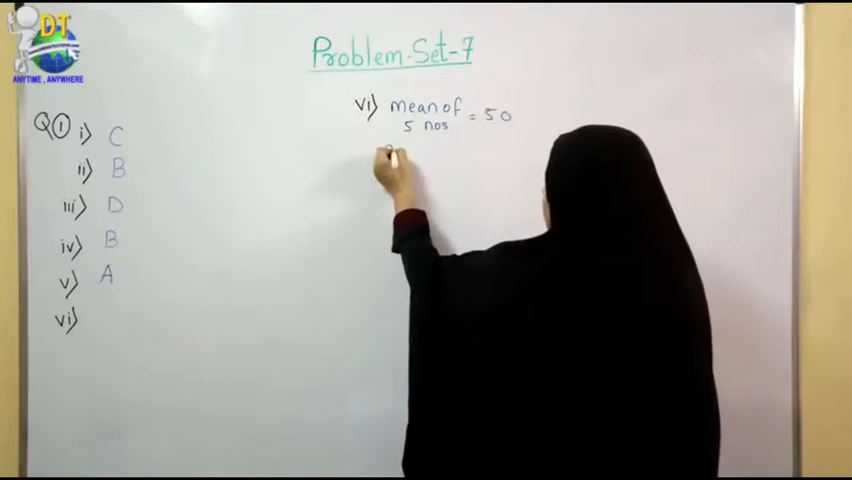 DT
ANYTIME, ANYWHERE
Problem-Set-7
Q1 i) C
ii) B
iii) D
iv) B
v) A
vi)
vi) mean of 5 nos = 50